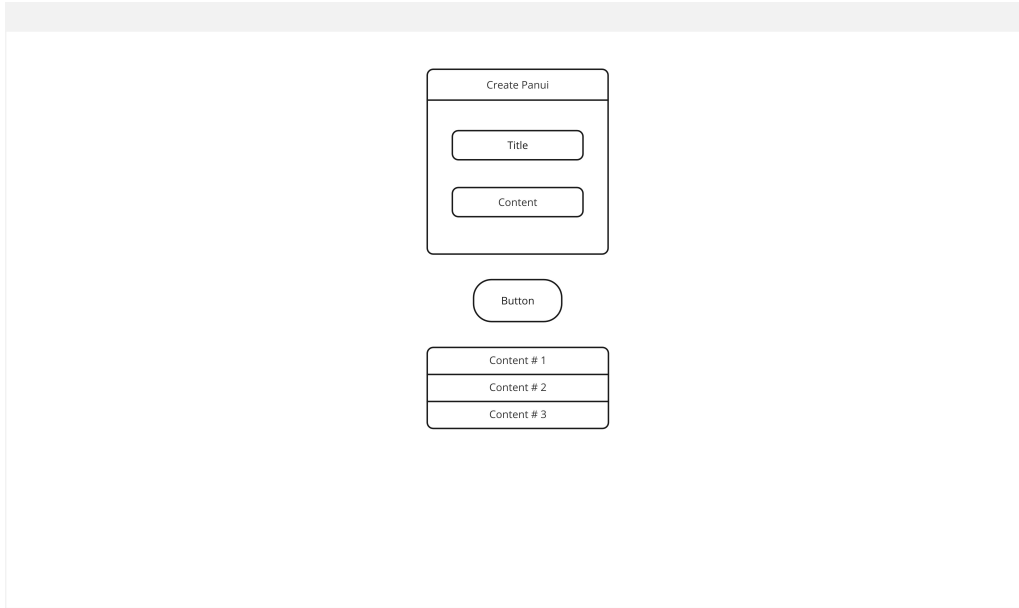 Create Panui
Title
Content
Button
Content # 1
Content # 2
Content # 3